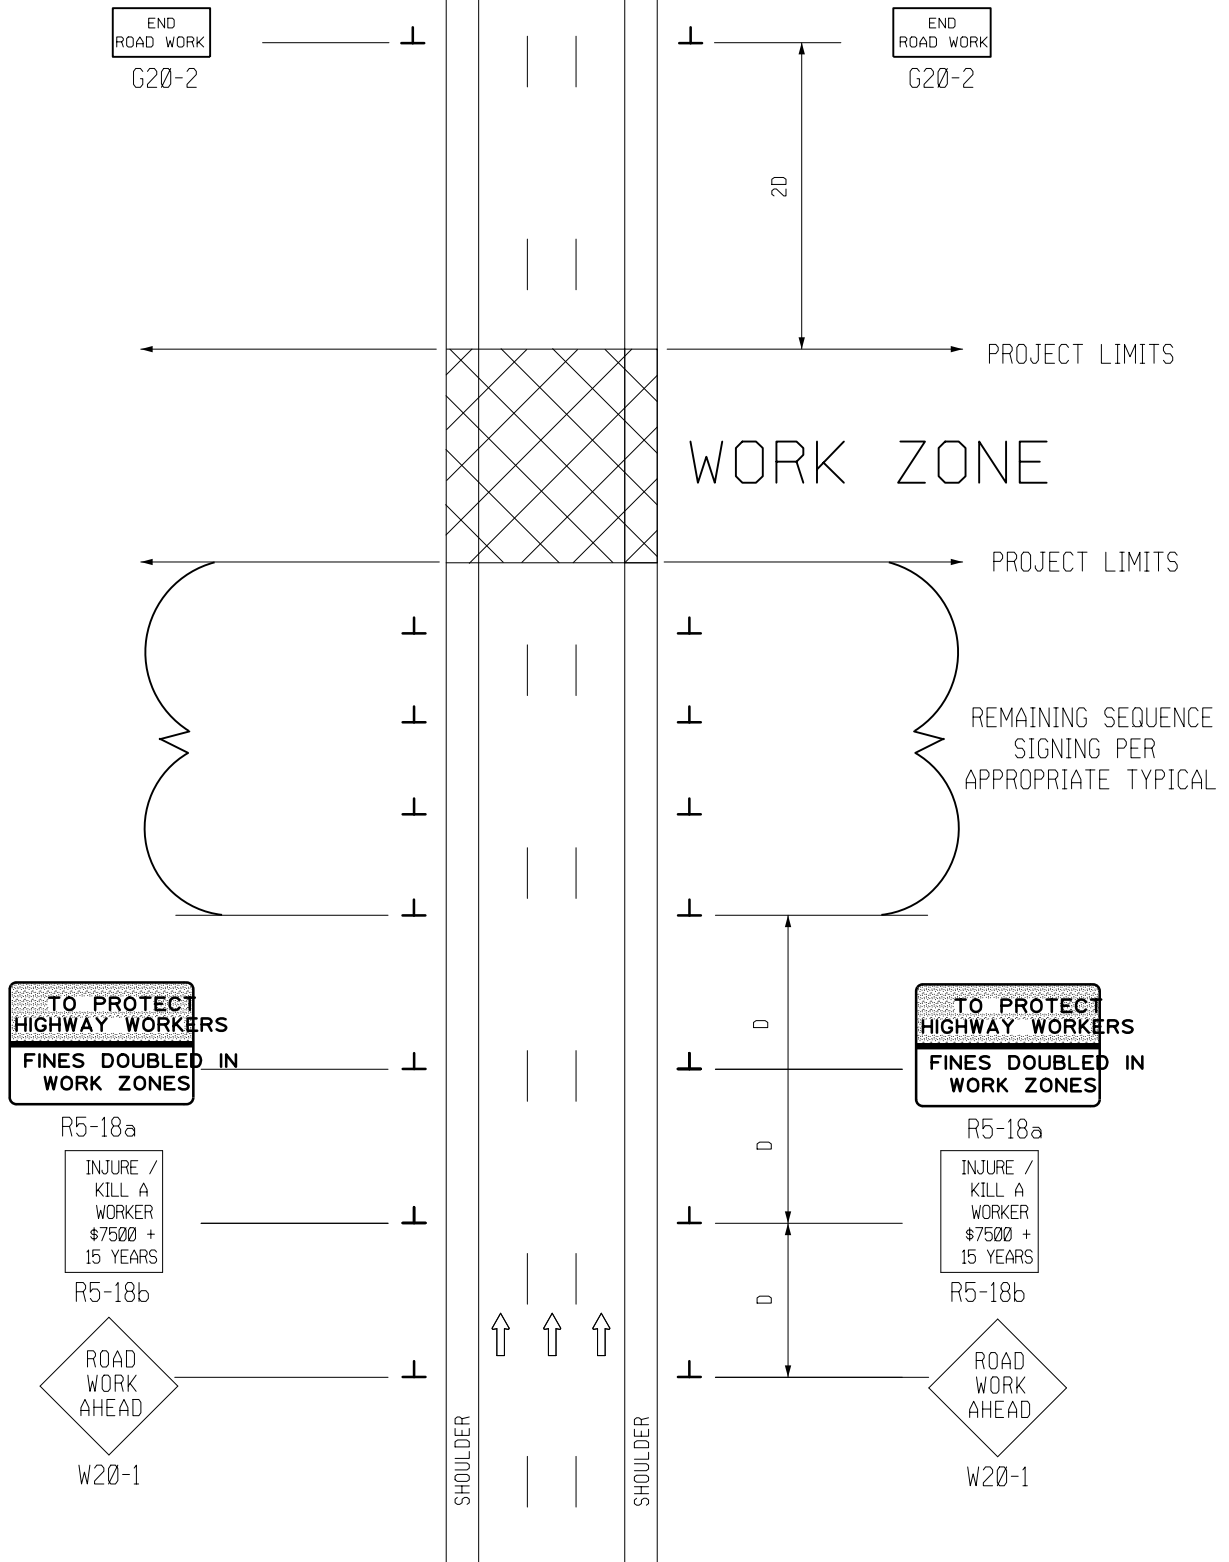 END
ROAD WORK
G20-2
END
ROAD WORK
G20-2
2D
PROJECT LIMITS
WORK ZONE
PROJECT LIMITS
REMAINING SEQUENCE
SIGNING PER
APPROPRIATE TYPICAL
TO PROTECT
HIGHWAY WORKERS
FINES DOUBLED IN
WORK ZONES
R5-18a
D
TO PROTECT
HIGHWAY WORKERS
FINES DOUBLED IN
WORK ZONES
R5-18a
INJURE /
KILL A
WORKER
$7500 +
15 YEARS
R5-18b
D
INJURE /
KILL A
WORKER
$7500 +
15 YEARS
R5-18b
D
ROAD
WORK
AHEAD
W20-1
SHOULDER
SHOULDER
ROAD
WORK
AHEAD
W20-1